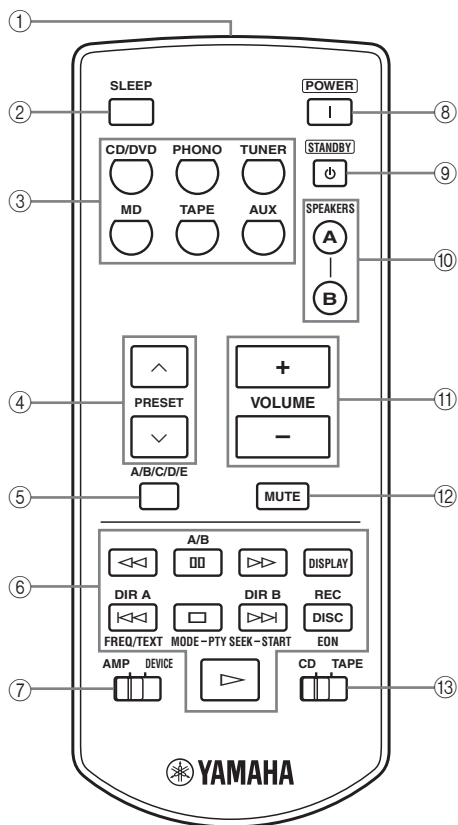 ①
SLEEP
POWER
②
⑧
CD/DVD PHONO TUNER
STANDBY
③
⑨
MD TAPE AUX
SPEAKERS
A
⑩
B
④
PRESET
+
VOLUME
−
⑪
A/B/C/D/E
⑤
MUTE
⑫
A/B
⑥
DISPLAY
DIR A DIR B REC
DISC
FREQ/TEXT MODE–PTY SEEK–START EON
AMP DEVICE
CD TAPE
⑦
⑬
YAMAHA